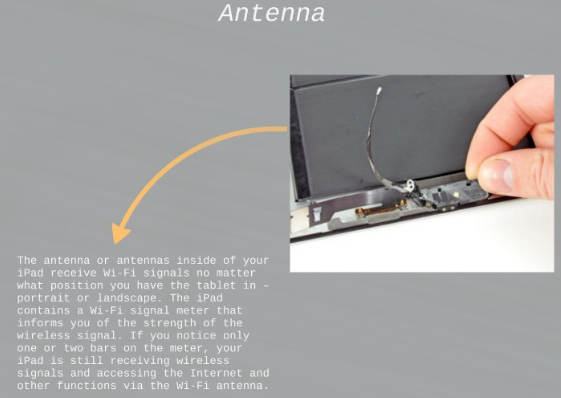 Antenna
The antenna or antennas inside of your
iPad receive Wi-Fi signals no matter
what position you have the tablet in –
portrait or landscape. The iPad
contains a Wi-Fi signal meter that
informs you of the strength of the
wireless signal. If you notice only
one or two bars on the meter, your
iPad is still receiving wireless
signals and accessing the Internet and
other functions via the Wi-Fi antenna.